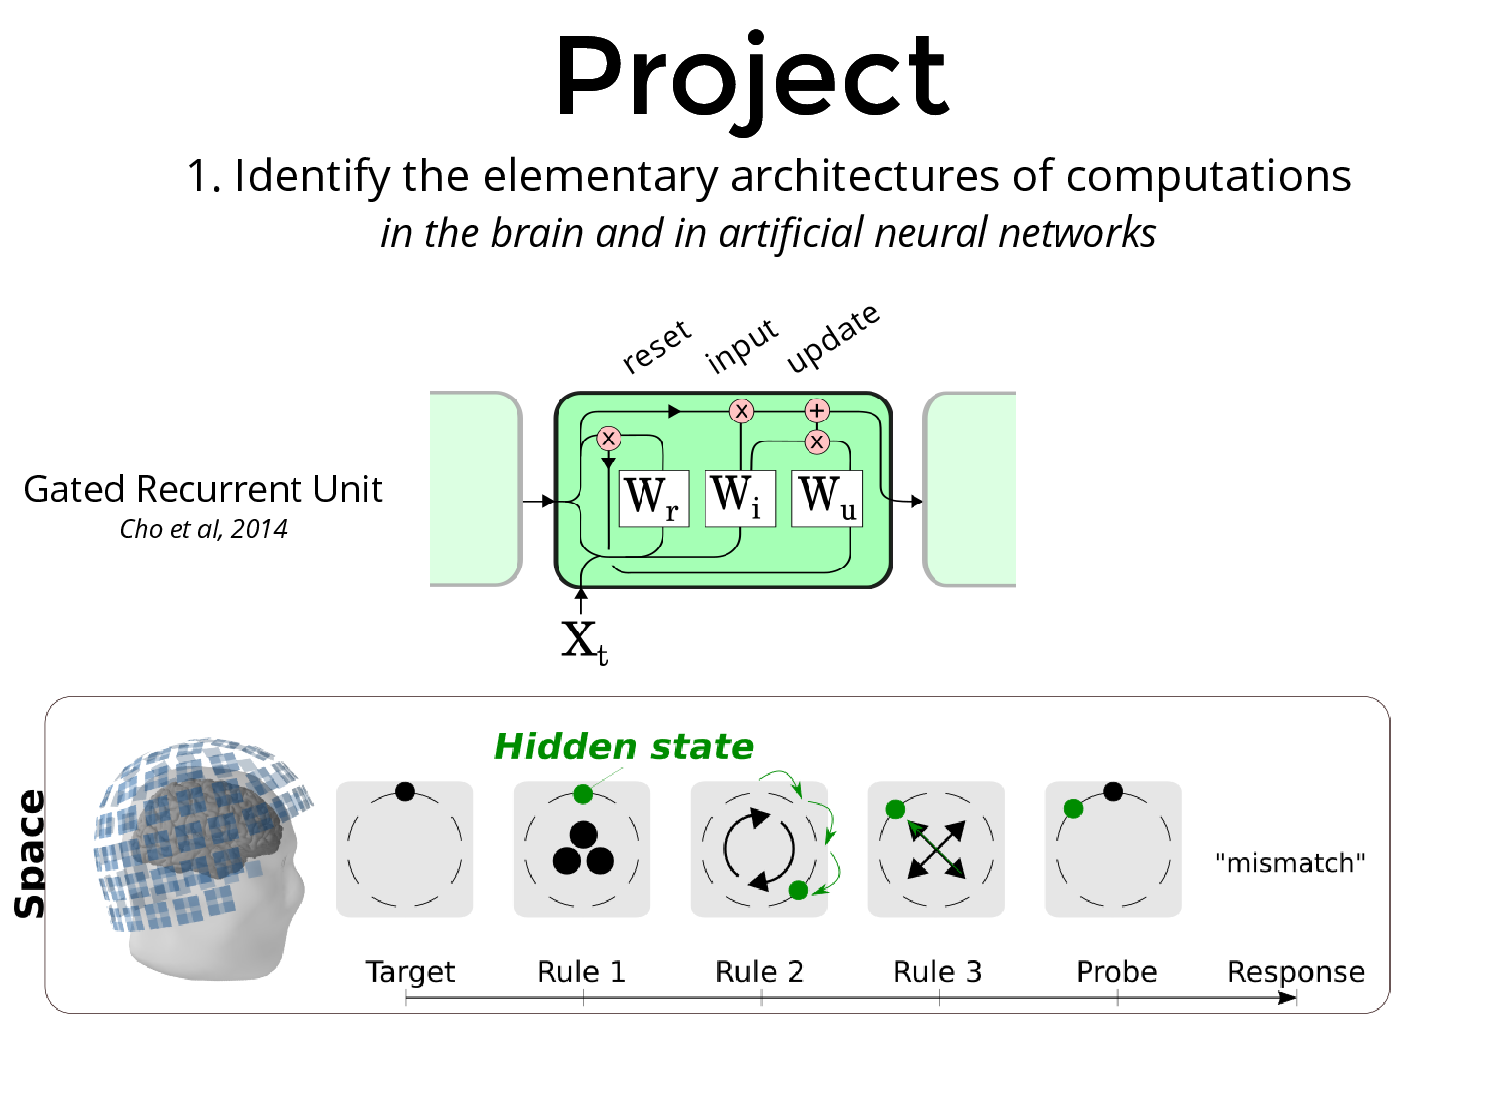 Project
1. Identify the elementary architectures of computations
in the brain and in artificial neural networks
reset input update
x + x x
Gated Recurrent Unit
Cho et al, 2014
Wr Wi Wu
Xt
Space
Hidden state
"mismatch"
Target Rule 1 Rule 2 Rule 3 Probe Response